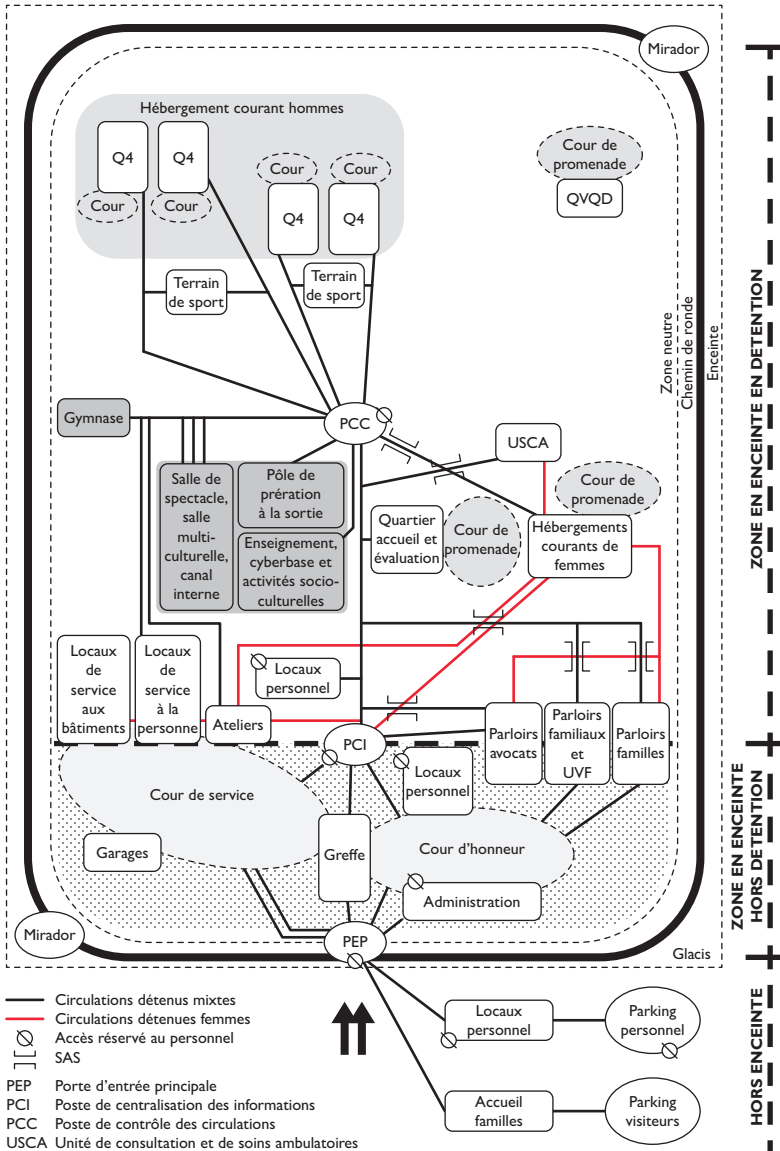 Mirador
Hébergement courant hommes
Q4
Q4
Cour
Cour
Cour
Cour
Q4
Q4
Cour de
promenade
QVQD
Terrain
de sport
Terrain
de sport
Zone neutre
Chemin de ronde
Enceinte
ZONE EN ENCEINTE EN DETENTION
Gymnase
PCC
USCA
Salle de
spectacle,
salle
multi-
culturelle,
canal
interne
Pôle de
prération
à la sortie
Enseignement,
cyberbase et
activités socio-
culturelles
Quartier
accueil et
évaluation
Cour de
promenade
Cour de
promenade
Hébergements
courants de
femmes
Locaux
de
service
aux
bâtiments
Locaux
de
service
à la
personne
Ateliers
Locaux
personnel
PCI
Parloirs
avocats
Parloirs
familiaux
et
UVF
Parloirs
familles
ZONE EN ENCEINTE
HORS DETENTION
Cour de service
Locaux
personnel
Garages
Greffe
Cour d'honneur
Administration
Mirador
PEP
Glacis
Circulations détenus mixtes
Circulations détenues femmes
Accès réservé au personnel
SAS
PEP Porte d'entrée principale
PCI Poste de centralisation des informations
PCC Poste de contrôle des circulations
USCA Unité de consultation et de soins ambulatoires
Locaux
personnel
Parking
personnel
Accueil
familles
Parking
visiteurs
HORS ENCEINTE